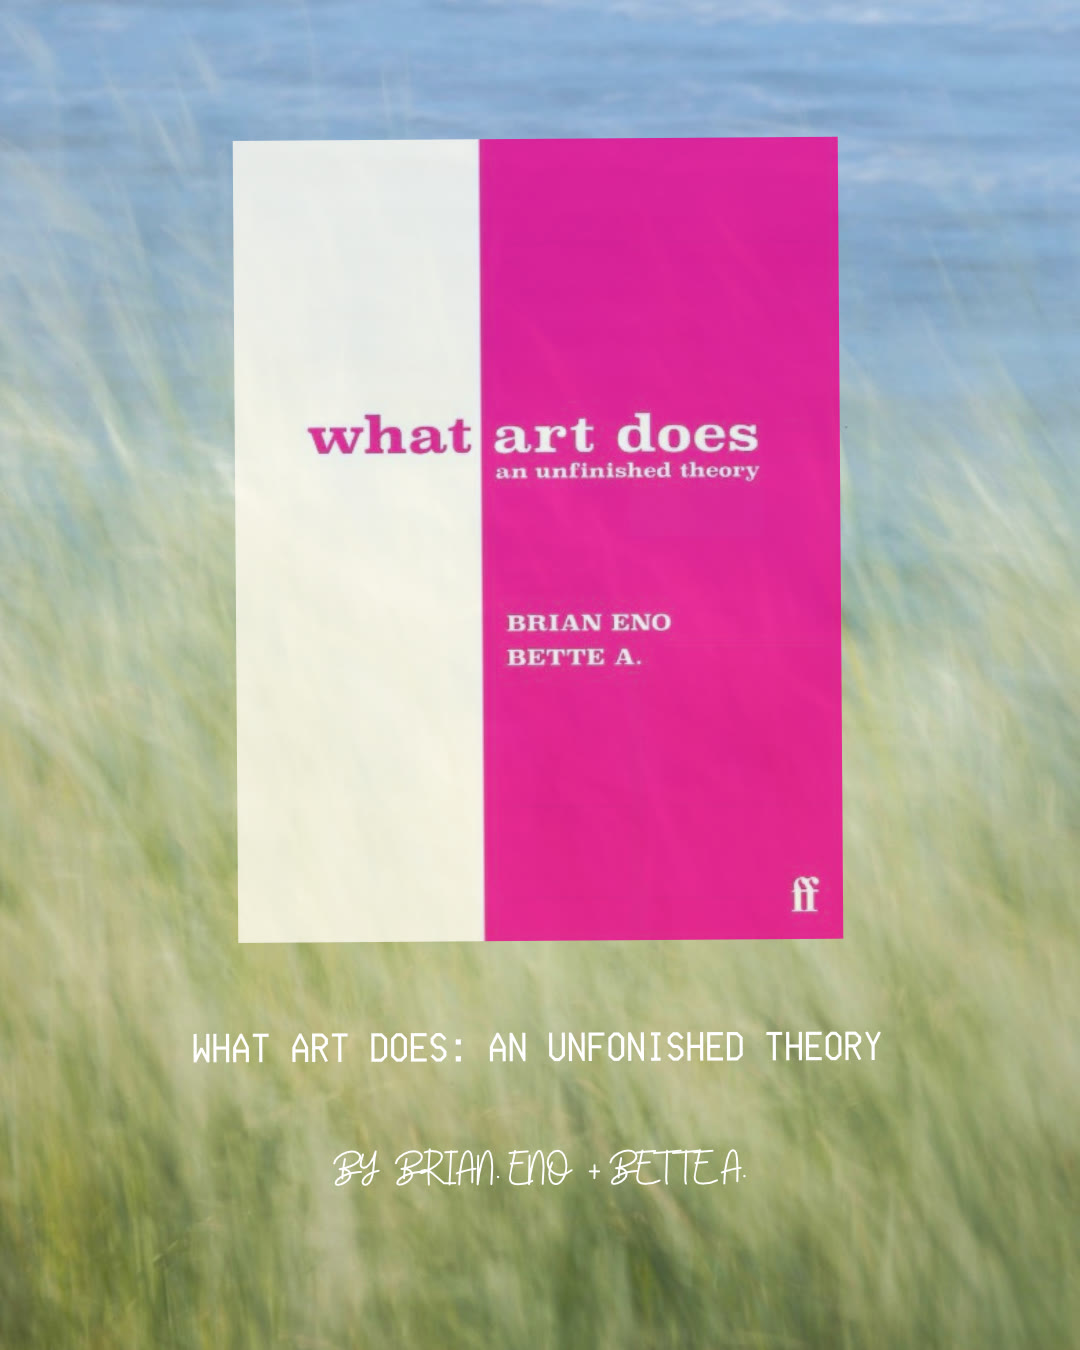 what art does
an unfinished theory
BRIAN ENO
BETTE A.
ff
WHAT ART DOES: AN UNFONISHED THEORY
BY BRIAN.ENO + BETTE A.